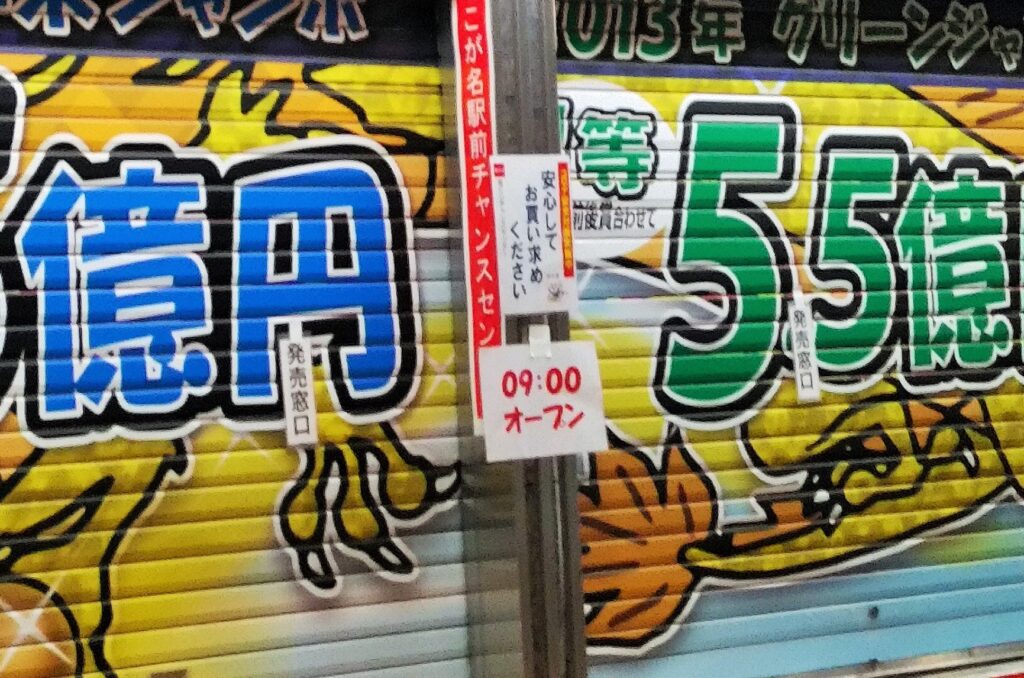 ジャンボ
億円
発売窓口
こが名駅前チャンスセン
安心して
お買い求め
ください
09:00
オープン
2013年 グリーンジャ
等
前後賞合わせて
5.5億
発売窓口